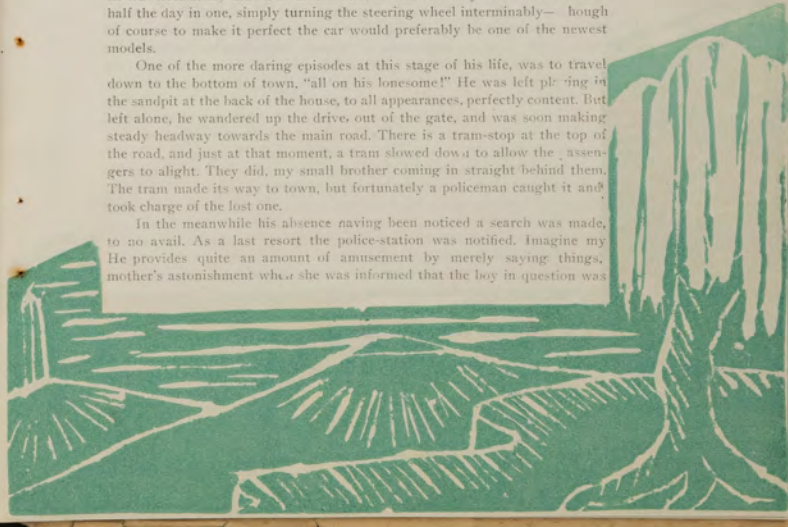 half the day in one, simply turning the steering wheel interminably— hough
of course to make it perfect the car would preferably be one of the newest
models.
One of the more daring episodes at this stage of his life, was to travel
down to the bottom of town, "all on his lonesome!" He was left pl ing in
the sandpit at the back of the house, to all appearances, perfectly content. But
left alone, he wandered up the drive, out of the gate, and was soon making
steady headway towards the main road. There is a tram-stop at the top of
the road, and just at that moment, a tram slowed down to allow the assen-
gers to alight. They did, my small brother coming in straight behind them.
The tram made its way to town, but fortunately a policeman caught it and
took charge of the lost one.
In the meanwhile his absence having been noticed a search was made,
to no avail. As a last resort the police-station was notified. Imagine my
He provides quite an amount of amusement by merely saying things,
mother's astonishment when she was informed that the boy in question was